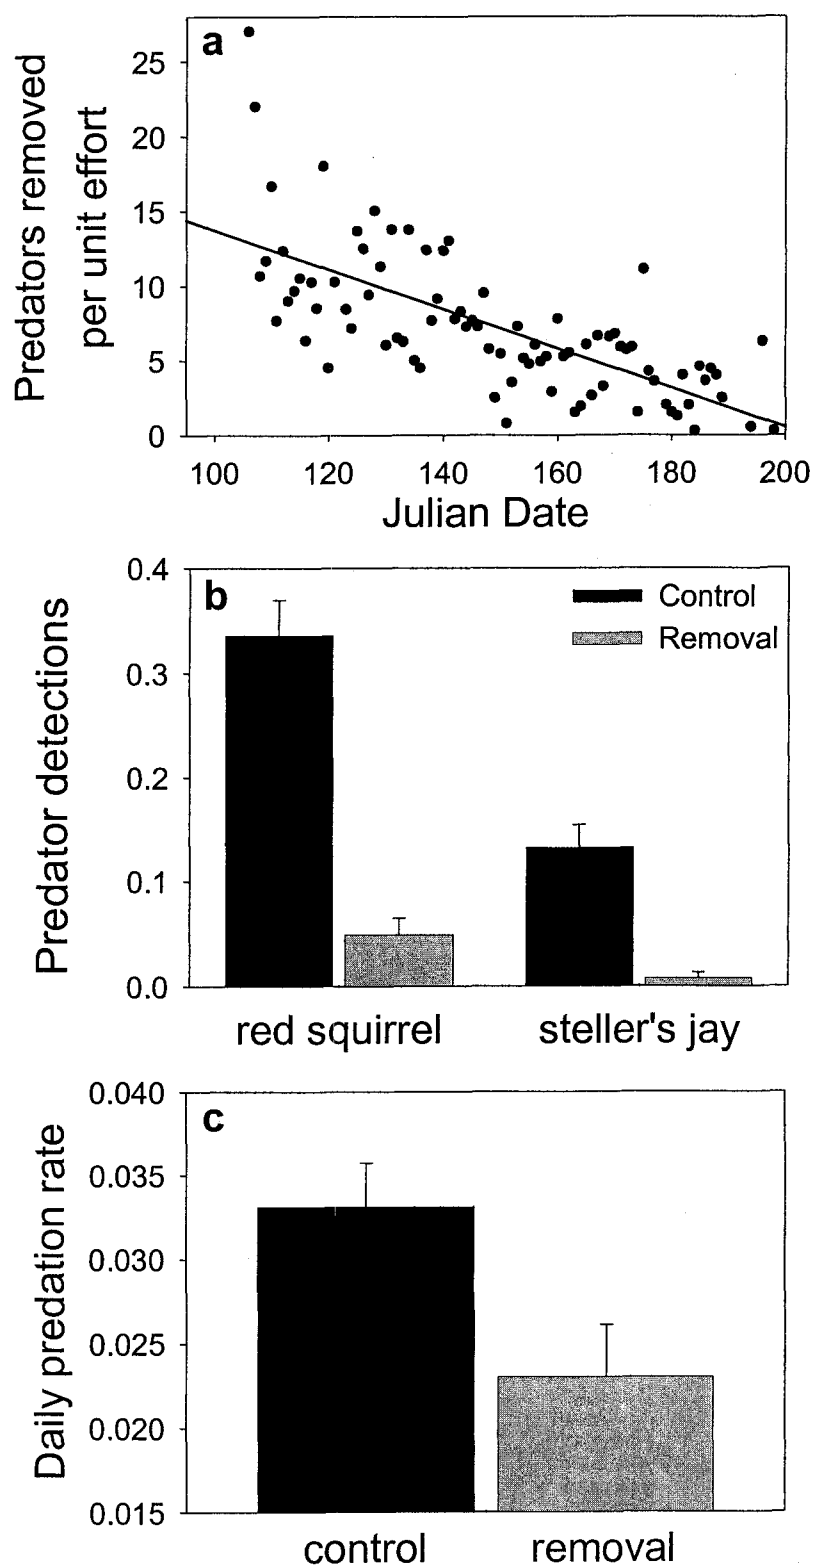 a
Predators removed
per unit effort
25
20
15
10
5
0
100 120 140 160 180 200
Julian Date
b
Control
Removal
Predator detections
0.4
0.3
0.2
0.1
0.0
red squirrel steller's jay
c
Daily predation rate
0.040
0.035
0.030
0.025
0.020
0.015
control removal